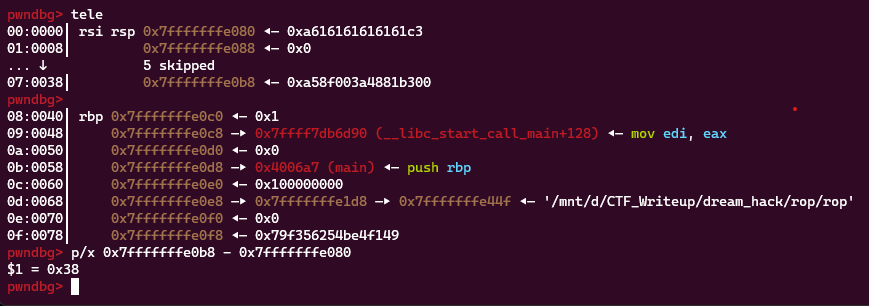 pwndbg> tele
00:0000│ rsi rsp 0x7fffffffe080 ◂— 0xa616161616161c3
01:0008│         0x7fffffffe088 ◂— 0x0
... ↓            5 skipped
07:0038│         0x7fffffffe0b8 ◂— 0xa58f003a4881b300
pwndbg>
08:0040│ rbp 0x7fffffffe0c0 ◂— 0x1
09:0048│     0x7fffffffe0c8 —▸ 0x7ffff7db6d90 (__libc_start_call_main+128) ◂— mov edi, eax
0a:0050│     0x7fffffffe0d0 ◂— 0x0
0b:0058│     0x7fffffffe0d8 —▸ 0x4006a7 (main) ◂— push rbp
0c:0060│     0x7fffffffe0e0 ◂— 0x100000000
0d:0068│     0x7fffffffe0e8 —▸ 0x7fffffffe1d8 —▸ 0x7fffffffe44f ◂— '/mnt/d/CTF_Writeup/dream_hack/rop/rop'
0e:0070│     0x7fffffffe0f0 ◂— 0x0
0f:0078│     0x7fffffffe0f8 ◂— 0x79f356254be4f149
pwndbg> p/x 0x7fffffffe0b8 - 0x7fffffffe080
$1 = 0x38
pwndbg>